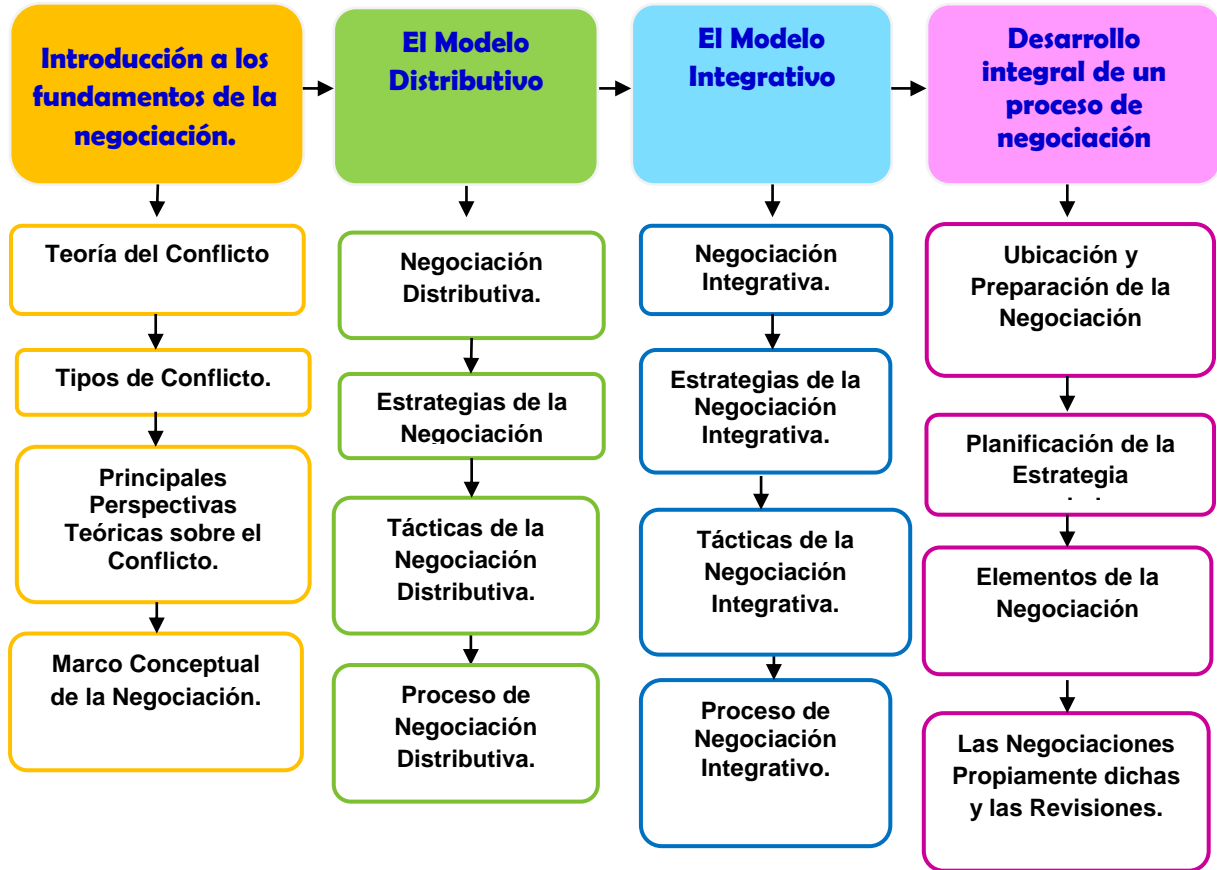 Introducción a los
fundamentos de la
negociación.
Teoría del Conflicto
Tipos de Conflicto.
Principales
Perspectivas
Teóricas sobre el
Conflicto.
Marco Conceptual
de la Negociación.
El Modelo
Distributivo
Negociación
Distributiva.
Estrategias de la
Negociación
Tácticas de la
Negociación
Distributiva.
Proceso de
Negociación
Distributiva.
El Modelo
Integrativo
Negociación
Integrativa.
Estrategias de la
Negociación
Integrativa.
Tácticas de la
Negociación
Integrativa.
Proceso de
Negociación
Integrativo.
Desarrollo
integral de un
proceso de
negociación
Ubicación y
Preparación de la
Negociación
Planificación de la
Estrategia
Elementos de la
Negociación
Las Negociaciones
Propiamente dichas
y las Revisiones.